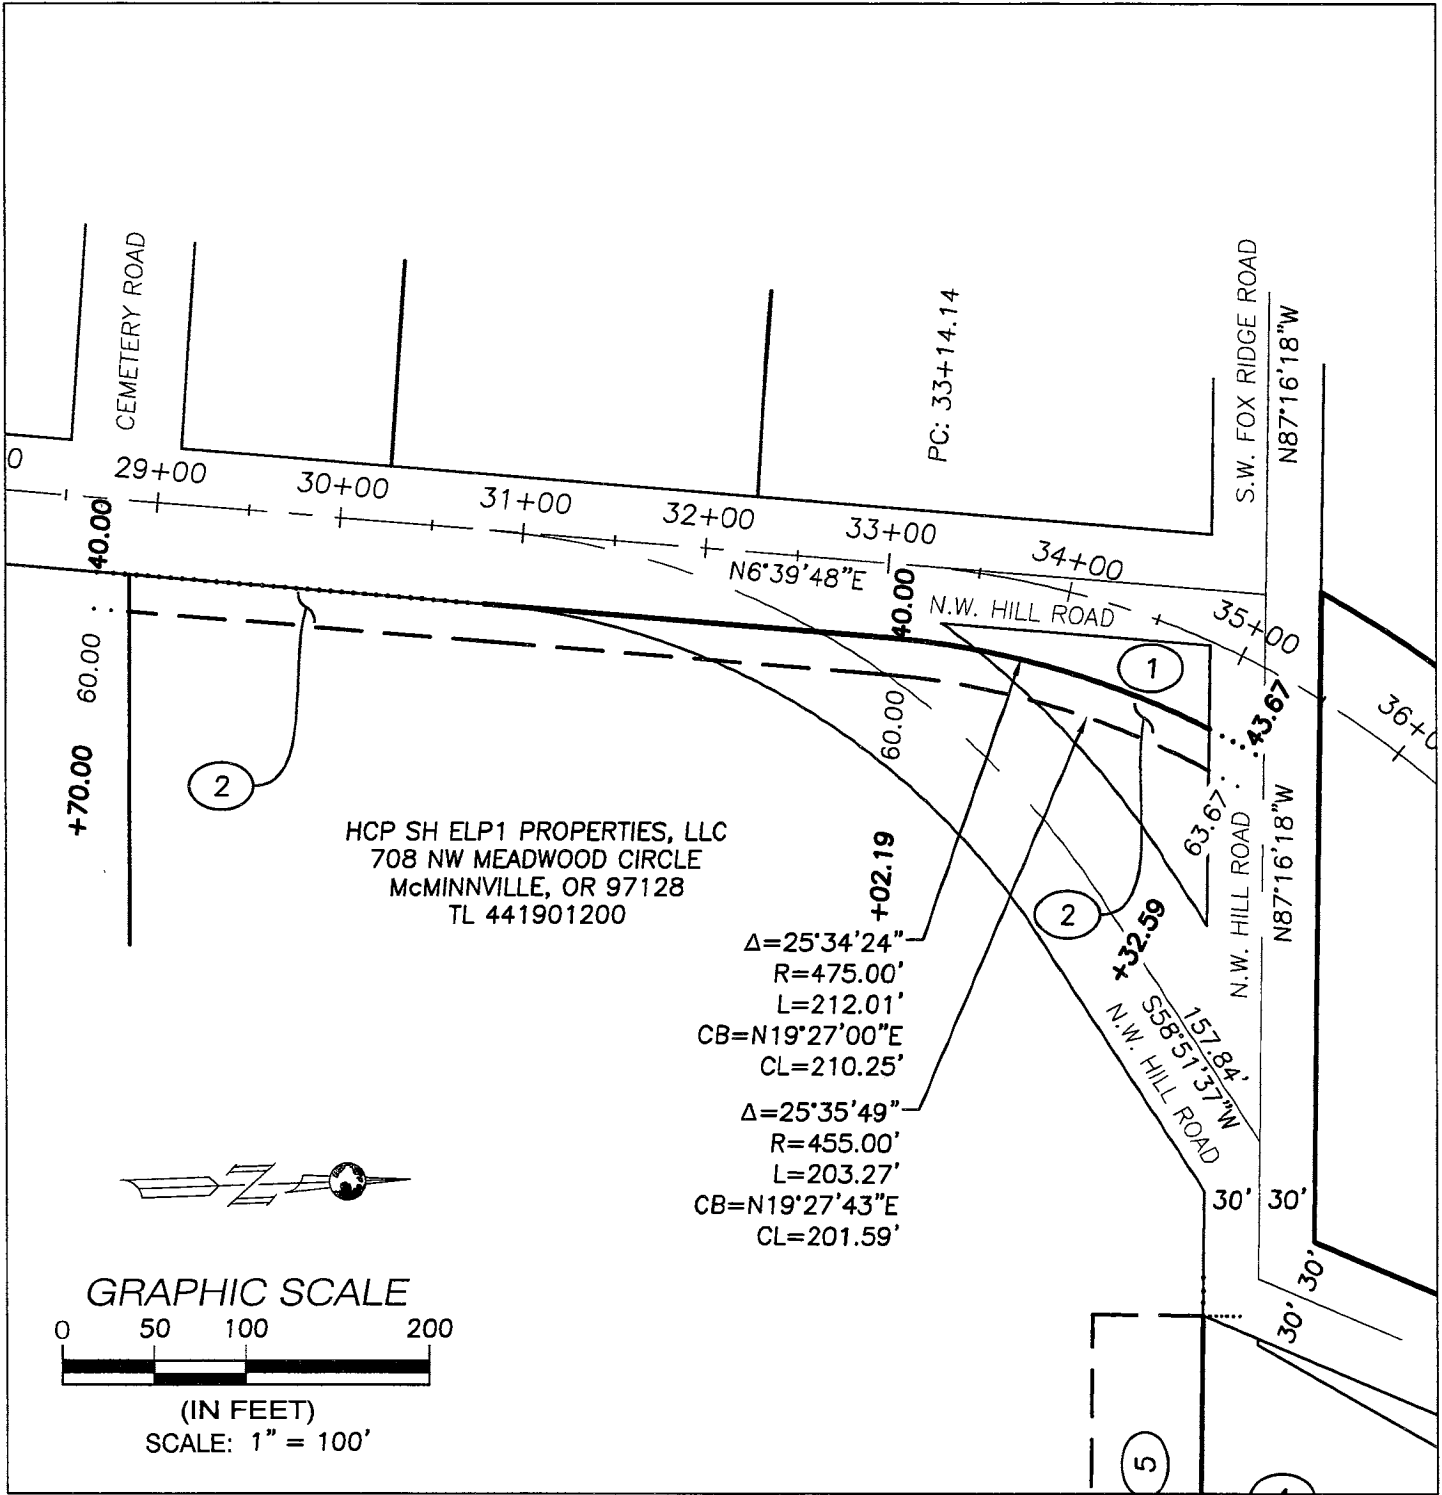 CEMETERY ROAD
PC: 33+14.14
S.W. FOX RIDGE ROAD
N87°16'18"W
0
29+00
30+00
31+00
32+00
33+00
34+00
35+00
36+0
40.00
N6°39'48"E
40.00
N.W. HILL ROAD
1
43.67
60.00
60.00
63.67
+70.00
2
HCP SH ELP1 PROPERTIES, LLC
708 NW MEADWOOD CIRCLE
McMINNVILLE, OR 97128
TL 441901200
+02.19
2
+32.59
N.W. HILL ROAD
N87°16'18"W
Δ=25°34'24"
R=475.00'
L=212.01'
CB=N19°27'00"E
CL=210.25'
157.84'
S58°51'37"W
N.W. HILL ROAD
Δ=25°35'49"
R=455.00'
L=203.27'
CB=N19°27'43"E
CL=201.59'
30' 30'
30'
30'
N
GRAPHIC SCALE
0 50 100 200
(IN FEET)
SCALE: 1" = 100'
5